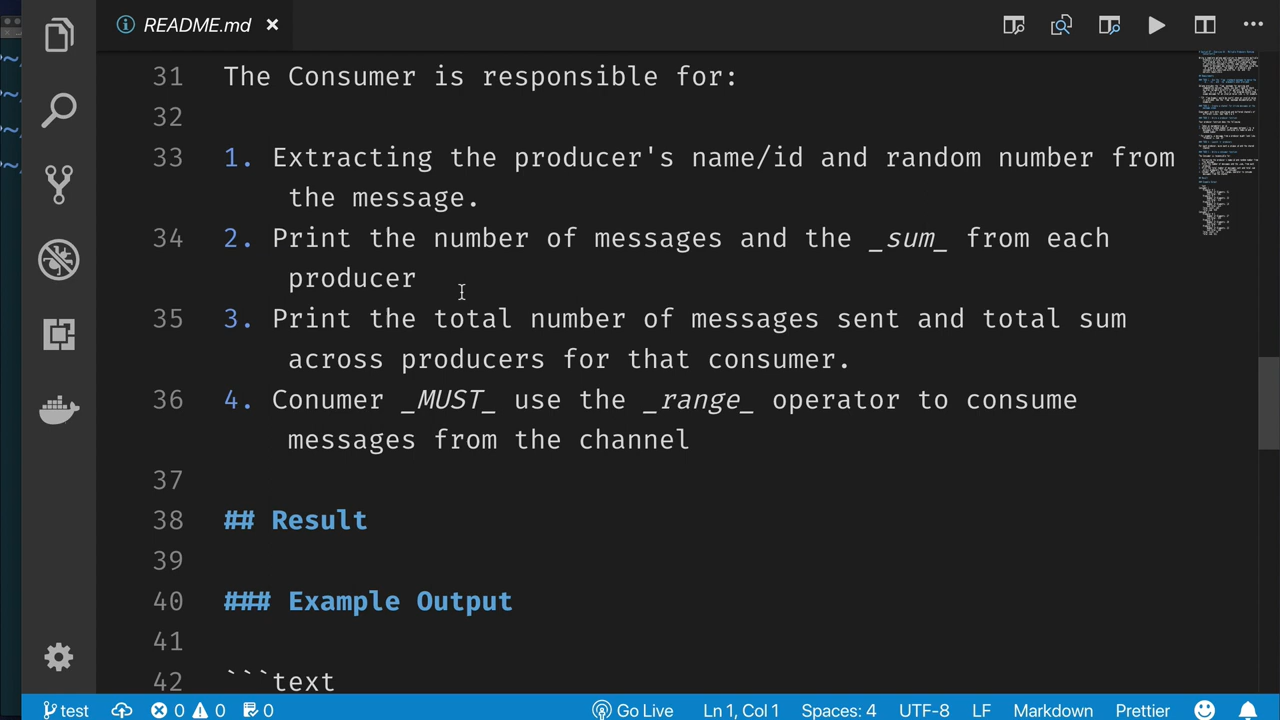 README.md
31 The Consumer is responsible for:
32
33 1. Extracting the Producer's name/id and random number from
the message.
34 2. Print the number of messages and the _sum_ from each
producer
35 3. Print the total number of messages sent and total sum
across producers for that consumer.
36 4. Conumer _MUST_ use the _range_ operator to consume
messages from the channel
37
38 ## Result
39
40 ### Example Output
41
42 ```text
test 0 0 0 Go Live Ln 1, Col 1 Spaces: 4 UTF-8 LF Markdown Prettier